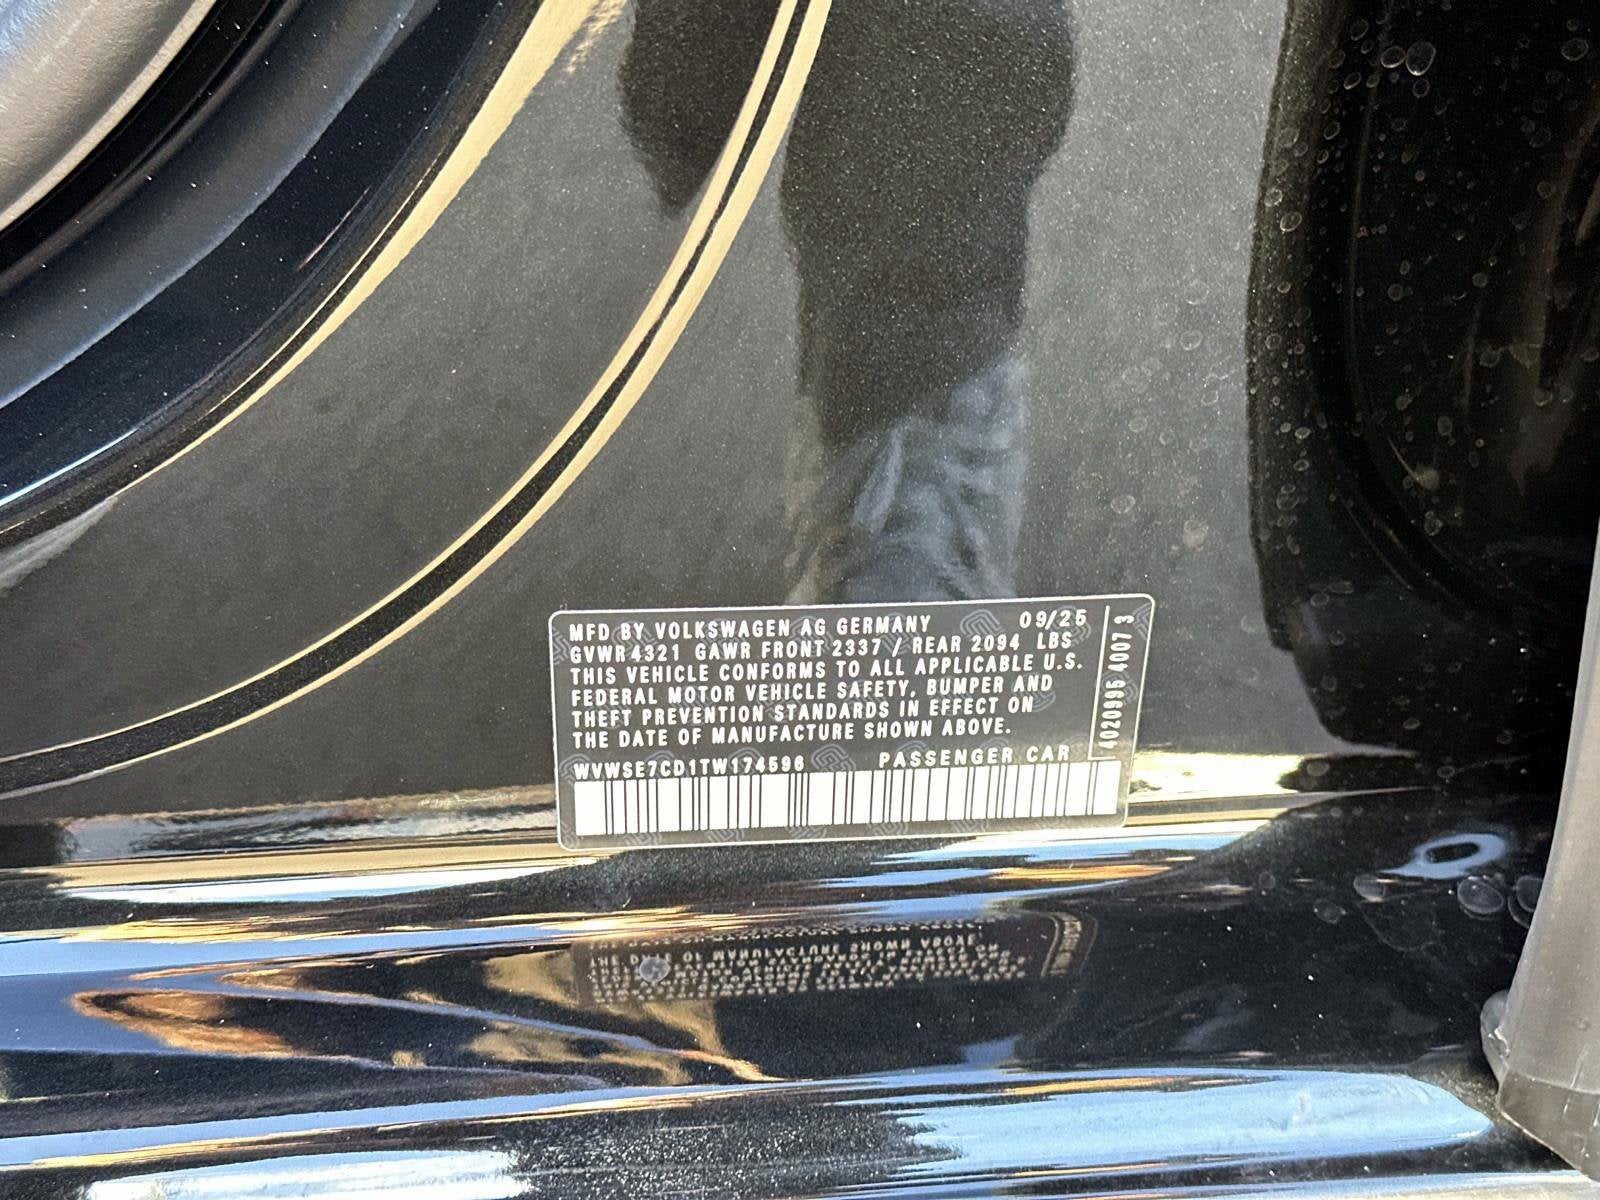 MFD BY VOLKSWAGEN AG GERMANY 09/25
GVWR 4321 GAWR FRONT 2337 / REAR 2094 LBS
THIS VEHICLE CONFORMS TO ALL APPLICABLE U.S.
FEDERAL MOTOR VEHICLE SAFETY, BUMPER AND
THEFT PREVENTION STANDARDS IN EFFECT ON
THE DATE OF MANUFACTURE SHOWN ABOVE.
WVWSE7CD1TW174596 PASSENGER CAR
4020995 4007 3